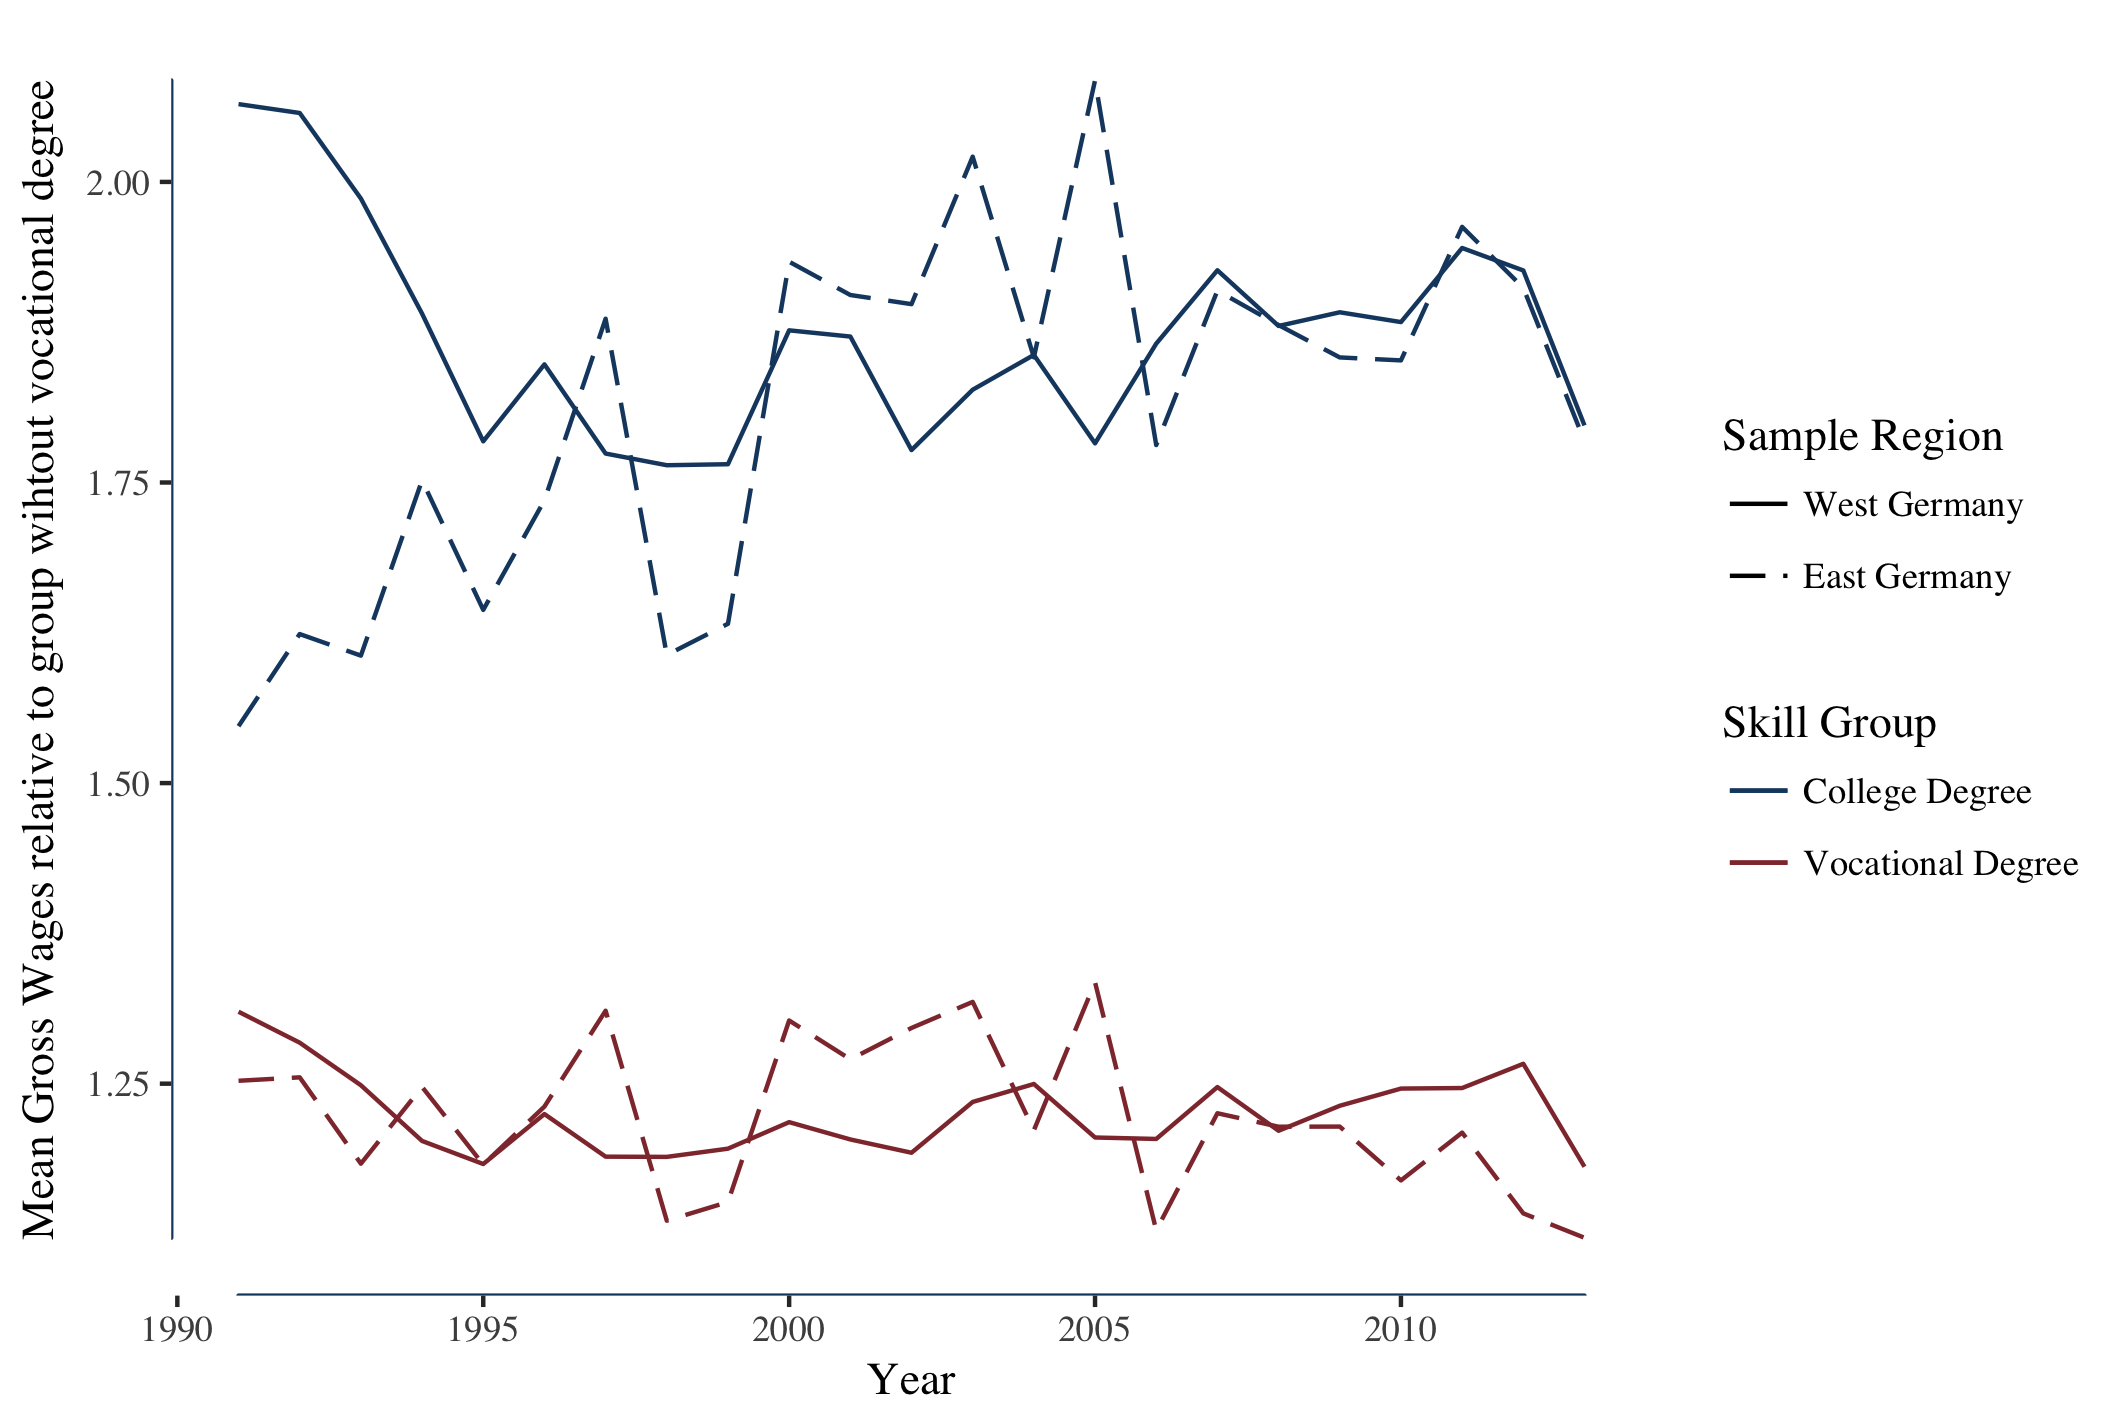 Mean Gross Wages relative to group wihtout vocational degree
2.00
1.75
1.50
1.25
1990 1995 2000 2005 2010
Year
Sample Region
West Germany
East Germany
Skill Group
College Degree
Vocational Degree